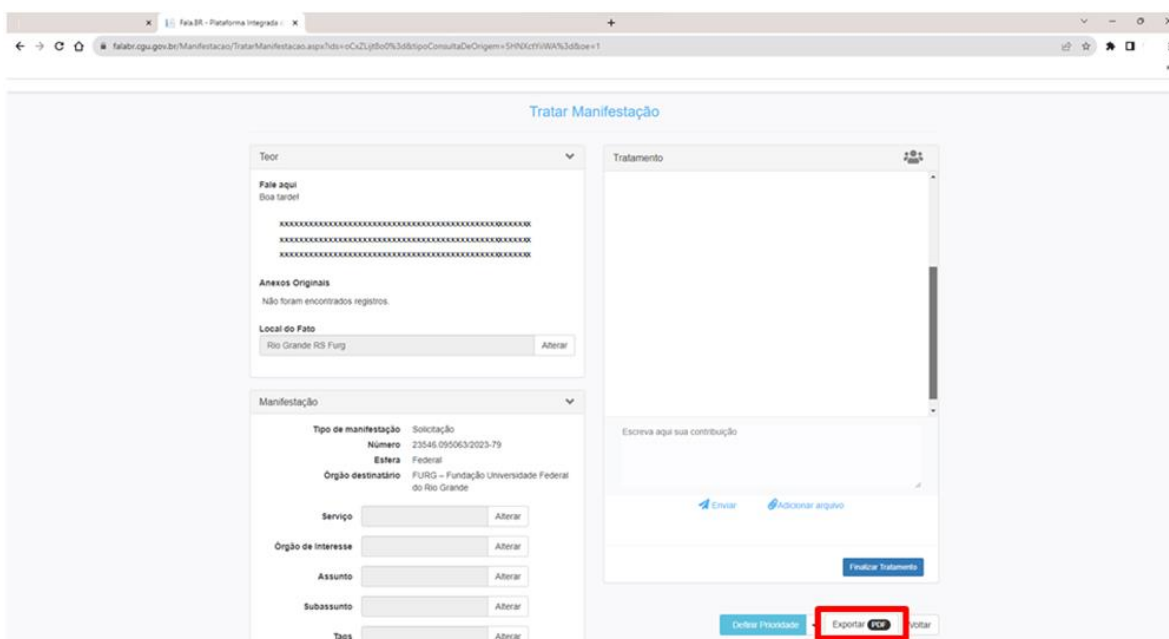 Fala.BR - Plataforma Integrada d
falabr.cgu.gov.br/Manifestacao/TratarManifestacao.aspx?
Tratar Manifestação
Teor
Fale aqui
Boa tarde!
Anexos Originais
Não foram encontrados registros.
Local do Fato
Rio Grande RS Furg
Alterar
Manifestação
Tipo de manifestação Solicitação
Número 23546.095063/2023-79
Esfera Federal
Órgão destinatário FURG – Fundação Universidade Federal
do Rio Grande
Serviço Alterar
Órgão de Interesse Alterar
Assunto Alterar
Subassunto Alterar
Tags Alterar
Tratamento
Escreva aqui sua contribuição
Enviar Adicionar arquivo
Finalizar Tratamento
Definir Prioridade Exportar PDF Voltar